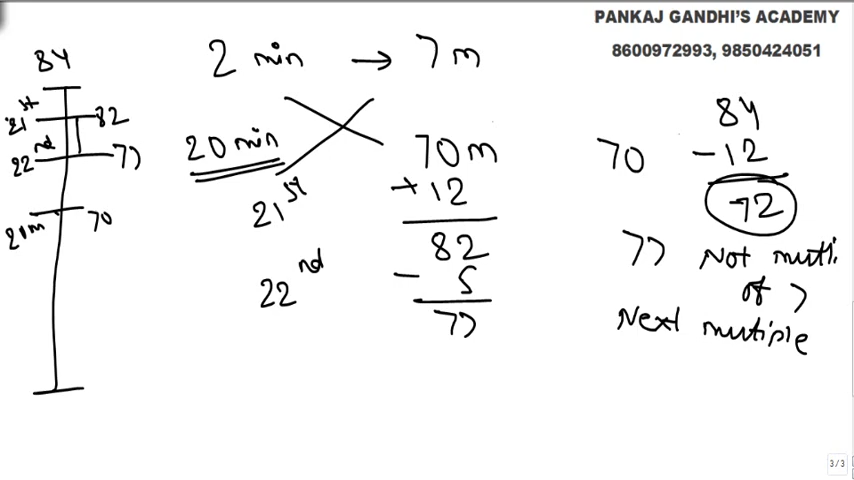 PANKAJ GANDHI'S ACADEMY
8600972993, 9850424051
84
21st 82
22nd 77
20m 70
2 min → 7 m
20 min 70 m
21st + 12
82
22nd - 5
77
84
70 - 12
72
77 Not multi.
of 7
Next multiple
3/3